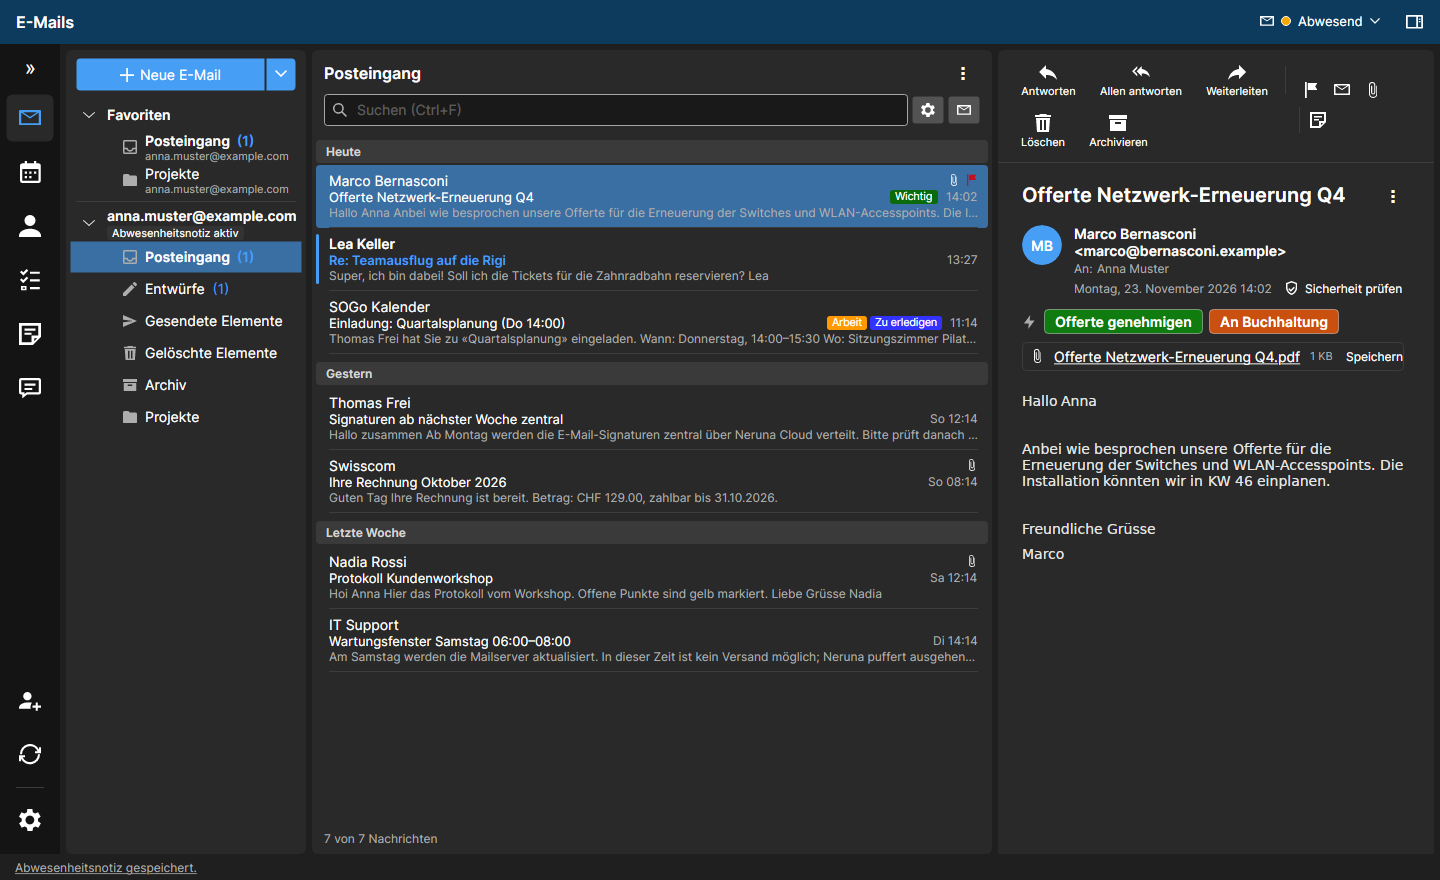 E-Mails
Abwesend
Neue E-Mail
Favoriten
Posteingang (1)
anna.muster@example.com
Projekte
anna.muster@example.com
anna.muster@example.com
Abwesenheitsnotiz aktiv
Posteingang (1)
Entwürfe (1)
Gesendete Elemente
Gelöschte Elemente
Archiv
Projekte
Posteingang
Suchen (Ctrl+F)
Heute
Marco Bernasconi
Offerte Netzwerk-Erneuerung Q4 Wichtig 14:02
Hallo Anna Anbei wie besprochen unsere Offerte für die Erneuerung der Switches und WLAN-Accesspoints. Die I...
Lea Keller
Re: Teamausflug auf die Rigi 13:27
Super, ich bin dabei! Soll ich die Tickets für die Zahnradbahn reservieren? Lea
SOGo Kalender
Einladung: Quartalsplanung (Do 14:00) Arbeit Zu erledigen 11:14
Thomas Frei hat Sie zu «Quartalsplanung» eingeladen. Wann: Donnerstag, 14:00–15:30 Wo: Sitzungszimmer Pilat...
Gestern
Thomas Frei
Signaturen ab nächster Woche zentral So 12:14
Hallo zusammen Ab Montag werden die E-Mail-Signaturen zentral über Neruna Cloud verteilt. Bitte prüft danach ...
Swisscom
Ihre Rechnung Oktober 2026 So 08:14
Guten Tag Ihre Rechnung ist bereit. Betrag: CHF 129.00, zahlbar bis 31.10.2026.
Letzte Woche
Nadia Rossi
Protokoll Kundenworkshop Sa 12:14
Hoi Anna Hier das Protokoll vom Workshop. Offene Punkte sind gelb markiert. Liebe Grüsse Nadia
IT Support
Wartungsfenster Samstag 06:00–08:00 Di 14:14
Am Samstag werden die Mailserver aktualisiert. In dieser Zeit ist kein Versand möglich; Neruna puffert ausgehen...
7 von 7 Nachrichten
Antworten Allen antworten Weiterleiten
Löschen Archivieren
Offerte Netzwerk-Erneuerung Q4
MB
Marco Bernasconi
<marco@bernasconi.example>
An: Anna Muster
Montag, 23. November 2026 14:02 Sicherheit prüfen
Offerte genehmigen An Buchhaltung
Offerte Netzwerk-Erneuerung Q4.pdf 1 KB Speichern
Hallo Anna
Anbei wie besprochen unsere Offerte für die
Erneuerung der Switches und WLAN-Accesspoints. Die
Installation könnten wir in KW 46 einplanen.
Freundliche Grüsse
Marco
Abwesenheitsnotiz gespeichert.